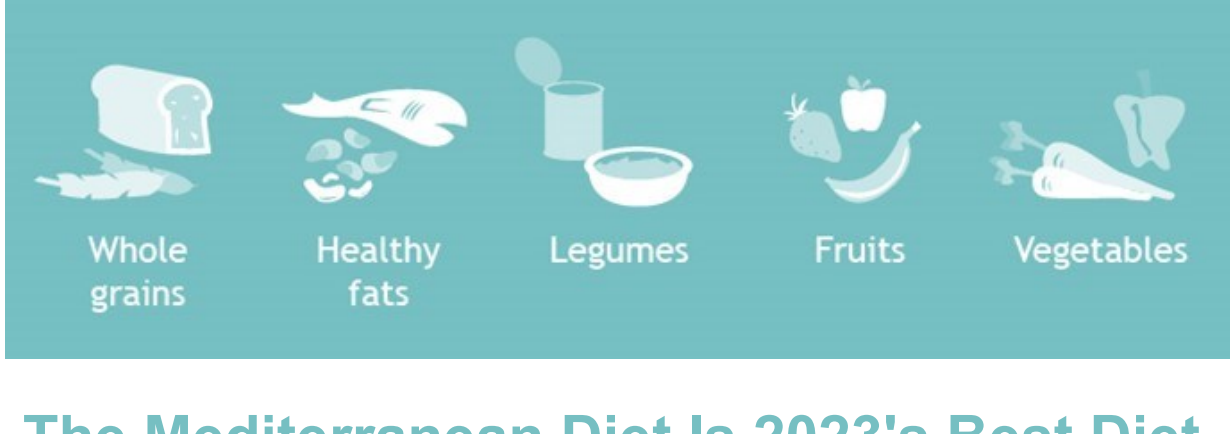 Whole
grains
Healthy
fats
Legumes
Fruits
Vegetables
The Mediterranean Diet Is 2023's Best Diet